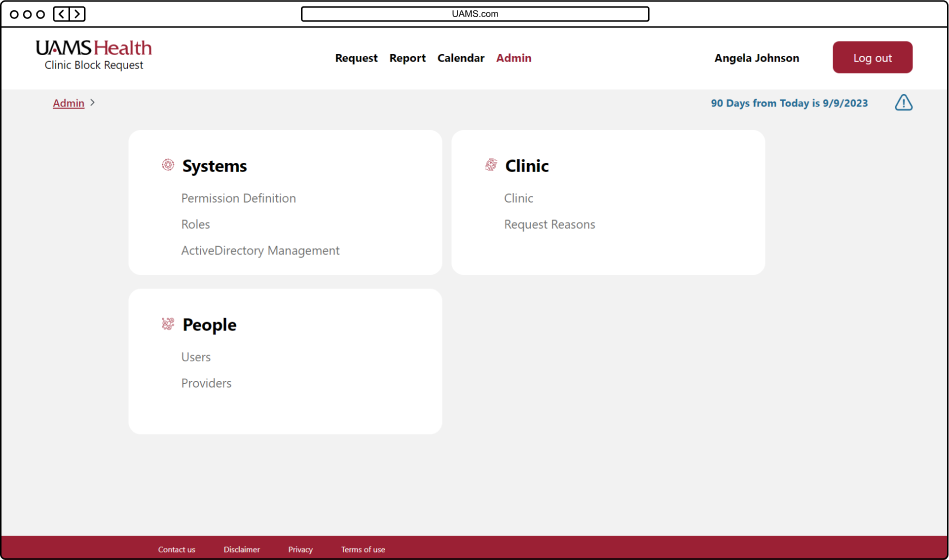 UAMS.com
UAMS Health
Clinic Block Request
Request Report Calendar Admin
Angela Johnson
Log out
Admin >
90 Days from Today is 9/9/2023
Systems
Permission Definition
Roles
ActiveDirectory Management
Clinic
Clinic
Request Reasons
People
Users
Providers
Contact us Disclaimer Privacy Terms of use